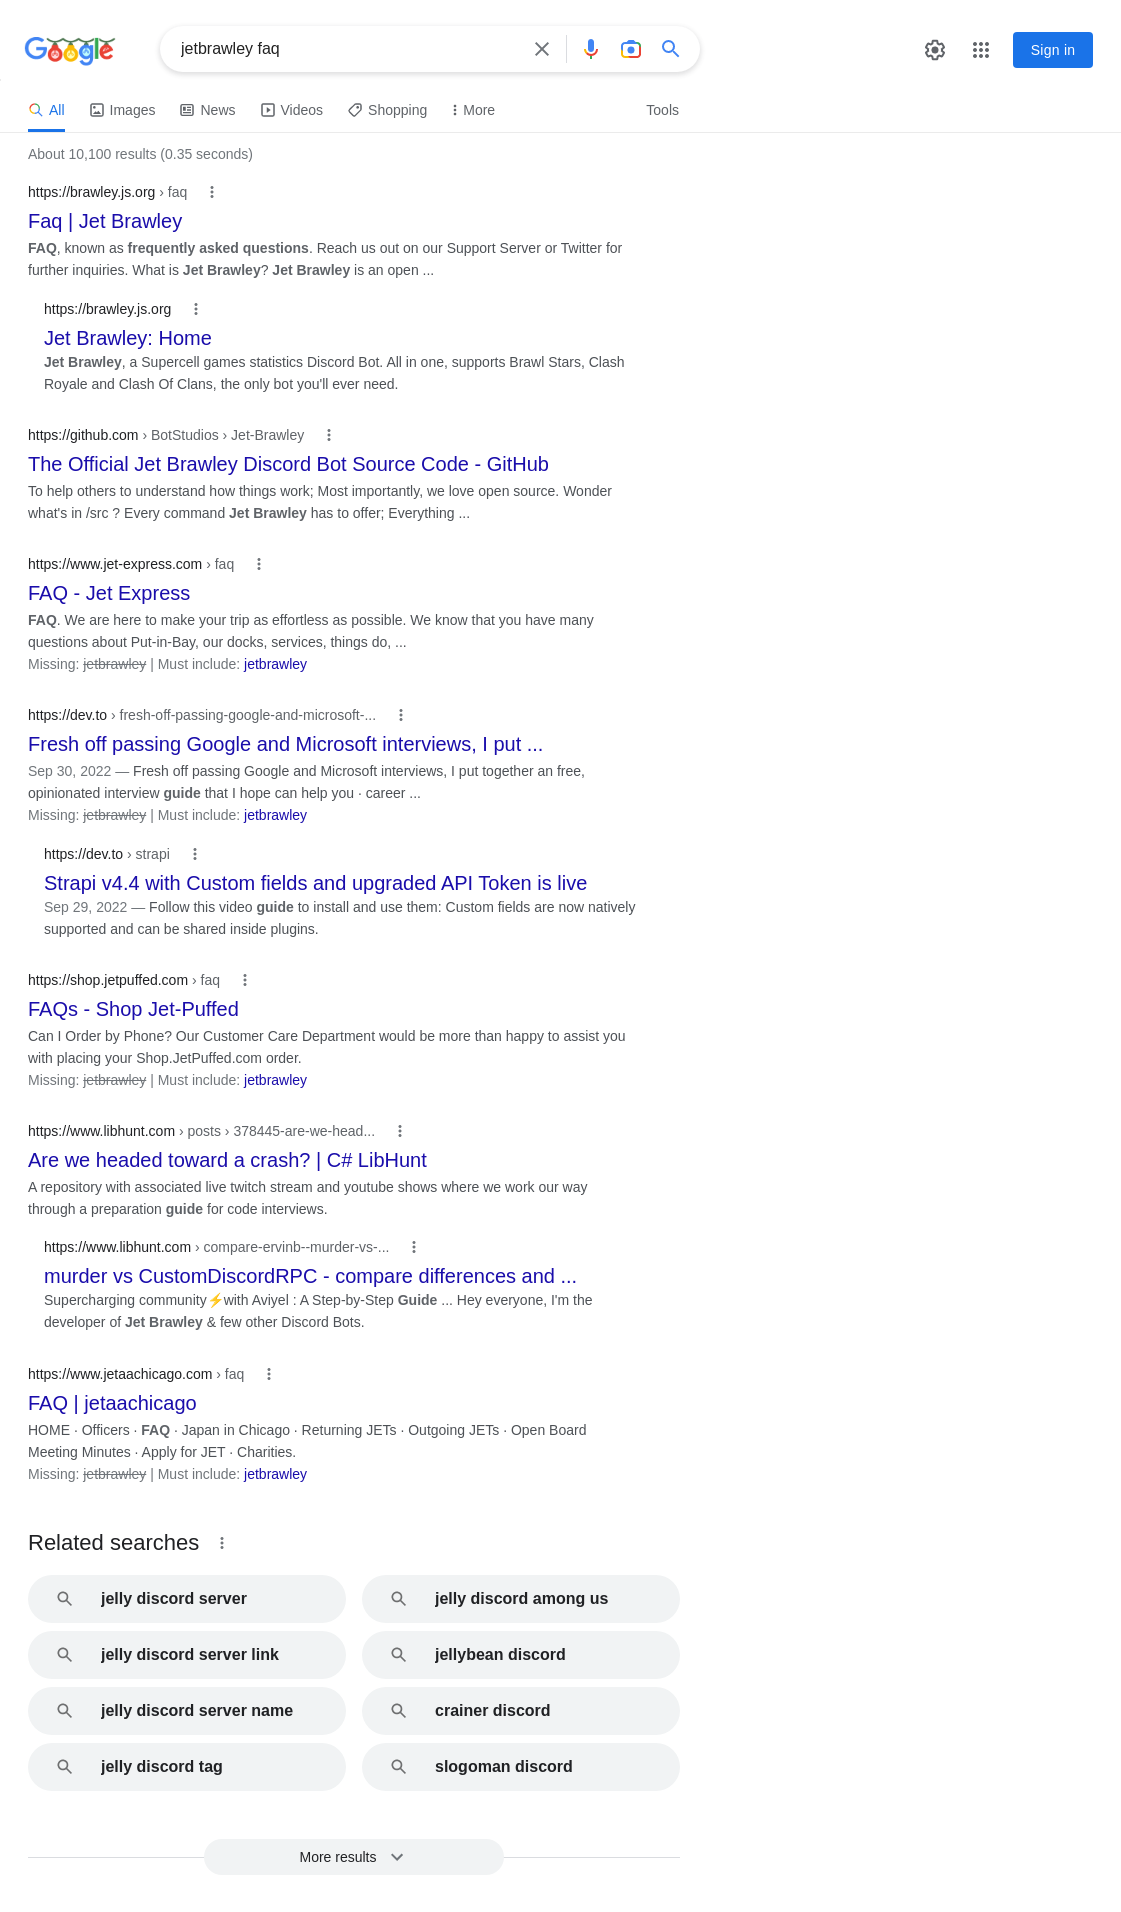 Google
jetbrawley faq
Sign in
All
Images
News
Videos
Shopping
More
Tools
About 10,100 results (0.35 seconds)
https://brawley.js.org › faq
Faq | Jet Brawley
FAQ, known as frequently asked questions. Reach us out on our Support Server or Twitter for
further inquiries. What is Jet Brawley? Jet Brawley is an open ...
https://brawley.js.org
Jet Brawley: Home
Jet Brawley, a Supercell games statistics Discord Bot. All in one, supports Brawl Stars, Clash
Royale and Clash Of Clans, the only bot you'll ever need.
https://github.com › BotStudios › Jet-Brawley
The Official Jet Brawley Discord Bot Source Code - GitHub
To help others to understand how things work; Most importantly, we love open source. Wonder
what's in /src ? Every command Jet Brawley has to offer; Everything ...
https://www.jet-express.com › faq
FAQ - Jet Express
FAQ. We are here to make your trip as effortless as possible. We know that you have many
questions about Put-in-Bay, our docks, services, things do, ...
Missing: jetbrawley | Must include: jetbrawley
https://dev.to › fresh-off-passing-google-and-microsoft-...
Fresh off passing Google and Microsoft interviews, I put ...
Sep 30, 2022 — Fresh off passing Google and Microsoft interviews, I put together an free,
opinionated interview guide that I hope can help you · career ...
Missing: jetbrawley | Must include: jetbrawley
https://dev.to › strapi
Strapi v4.4 with Custom fields and upgraded API Token is live
Sep 29, 2022 — Follow this video guide to install and use them: Custom fields are now natively
supported and can be shared inside plugins.
https://shop.jetpuffed.com › faq
FAQs - Shop Jet-Puffed
Can I Order by Phone? Our Customer Care Department would be more than happy to assist you
with placing your Shop.JetPuffed.com order.
Missing: jetbrawley | Must include: jetbrawley
https://www.libhunt.com › posts › 378445-are-we-head...
Are we headed toward a crash? | C# LibHunt
A repository with associated live twitch stream and youtube shows where we work our way
through a preparation guide for code interviews.
https://www.libhunt.com › compare-ervinb--murder-vs-...
murder vs CustomDiscordRPC - compare differences and ...
Supercharging community⚡with Aviyel : A Step-by-Step Guide ... Hey everyone, I'm the
developer of Jet Brawley & few other Discord Bots.
https://www.jetaachicago.com › faq
FAQ | jetaachicago
HOME · Officers · FAQ · Japan in Chicago · Returning JETs · Outgoing JETs · Open Board
Meeting Minutes · Apply for JET · Charities.
Missing: jetbrawley | Must include: jetbrawley
Related searches
jelly discord server
jelly discord among us
jelly discord server link
jellybean discord
jelly discord server name
crainer discord
jelly discord tag
slogoman discord
More results